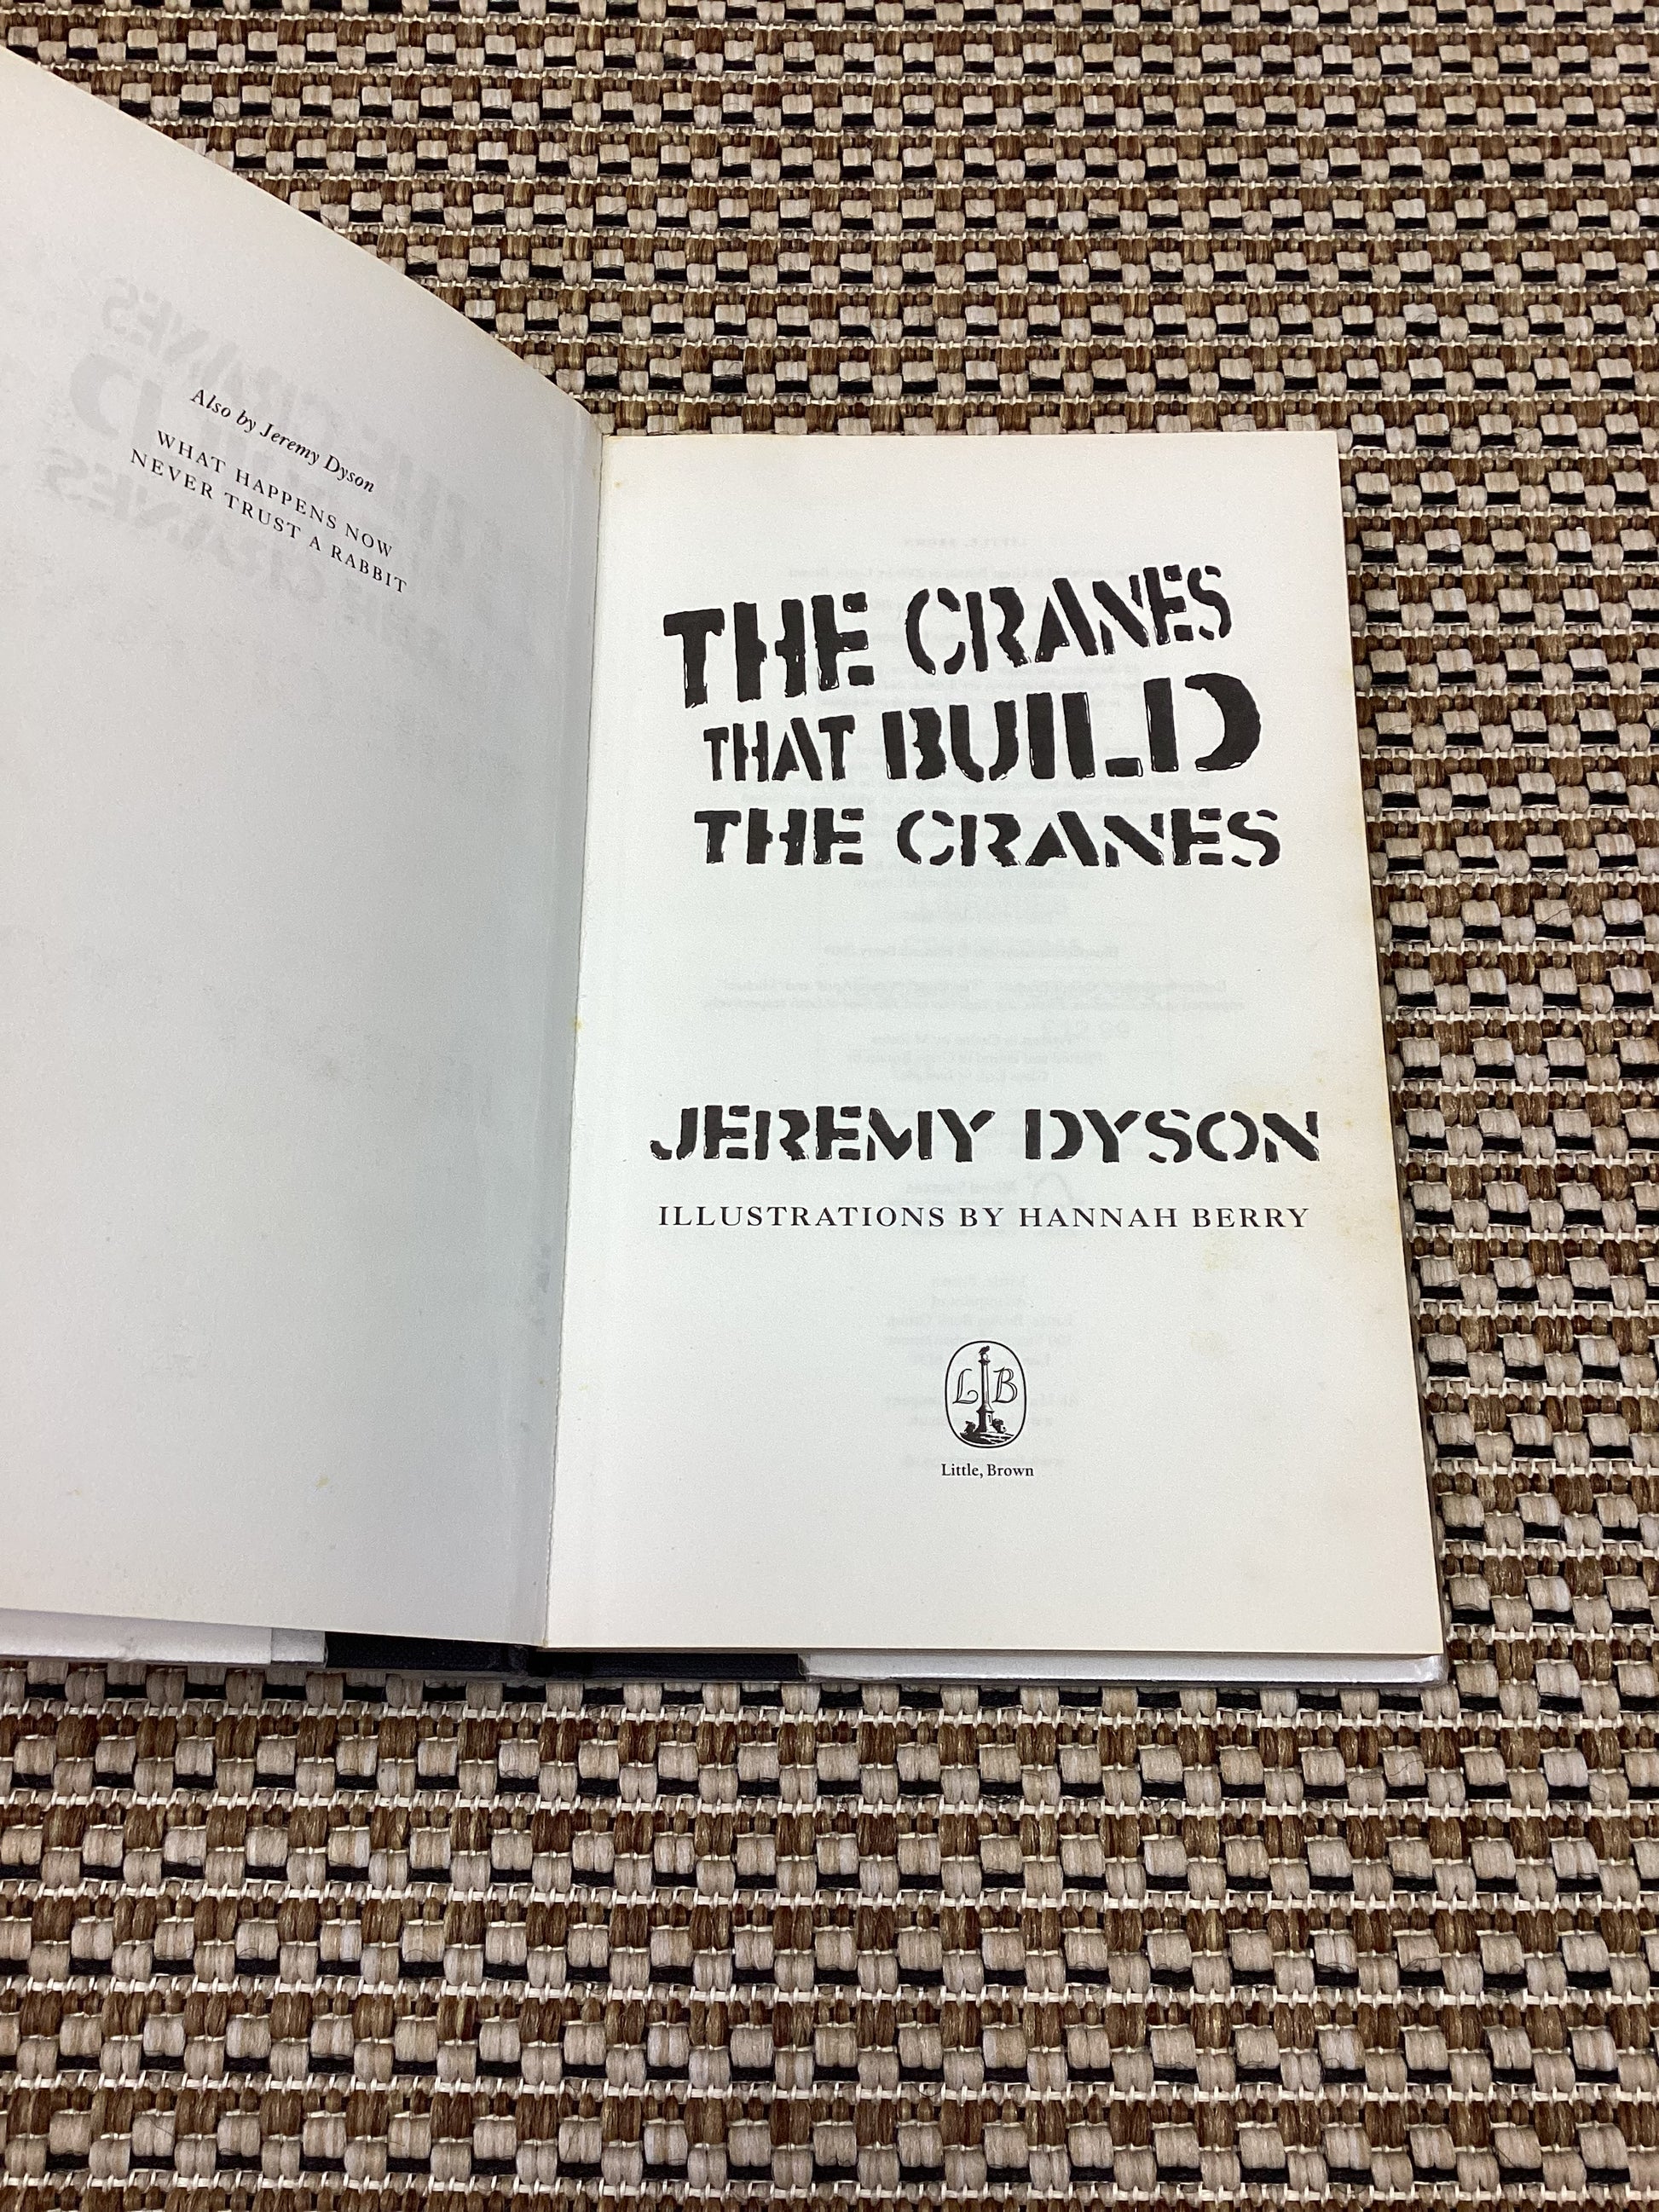 Also by Jeremy Dyson
WHAT HAPPENS NOW
NEVER TRUST A RABBIT
THE CRANES
THAT BUILD
THE CRANES
JEREMY DYSON
ILLUSTRATIONS BY HANNAH BERRY
L B
Little, Brown